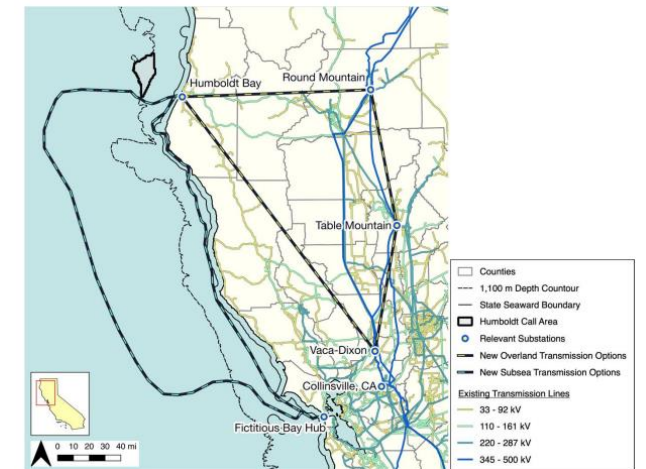 Humboldt Bay
Round Mountain
Table Mountain
Vaca-Dixon
Collinsville, CA
Fictitious Bay Hub
0 10 20 30 40 mi
Counties
1,100 m Depth Countour
State Seaward Boundary
Humboldt Call Area
Relevant Substations
New Overland Transmission Options
New Subsea Transmission Options
Existing Transmission Lines
33 - 92 kV
110 - 161 kV
220 - 287 kV
345 - 500 kV